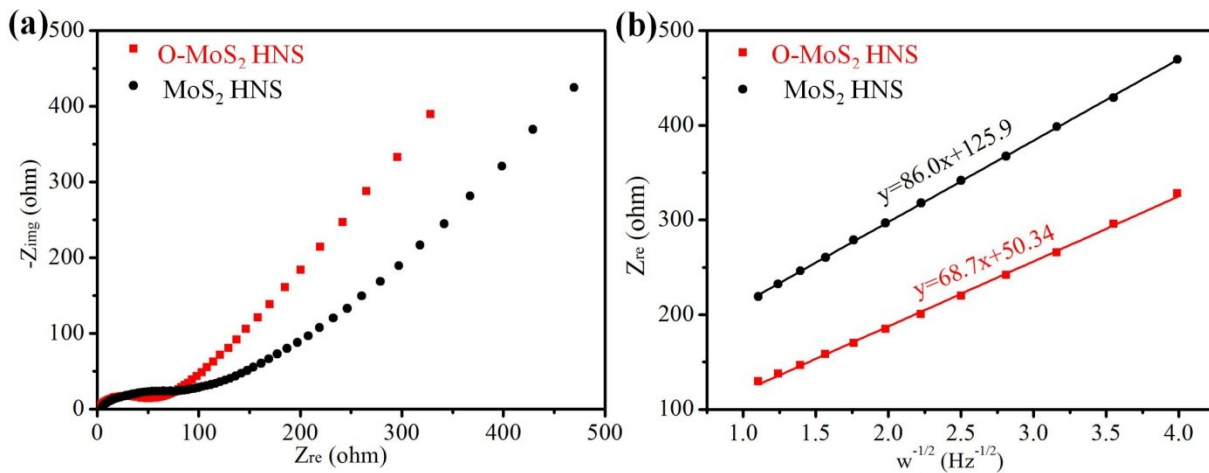 (a)
500
400
300
200
100
0
-Zimg (ohm)
O-MoS2 HNS
MoS2 HNS
0 100 200 300 400 500
Zre (ohm)
(b)
500
400
300
200
100
Zre (ohm)
O-MoS2 HNS
MoS2 HNS
y=86.0x+125.9
y=68.7x+50.34
1.0 1.5 2.0 2.5 3.0 3.5 4.0
w-1/2 (Hz-1/2)